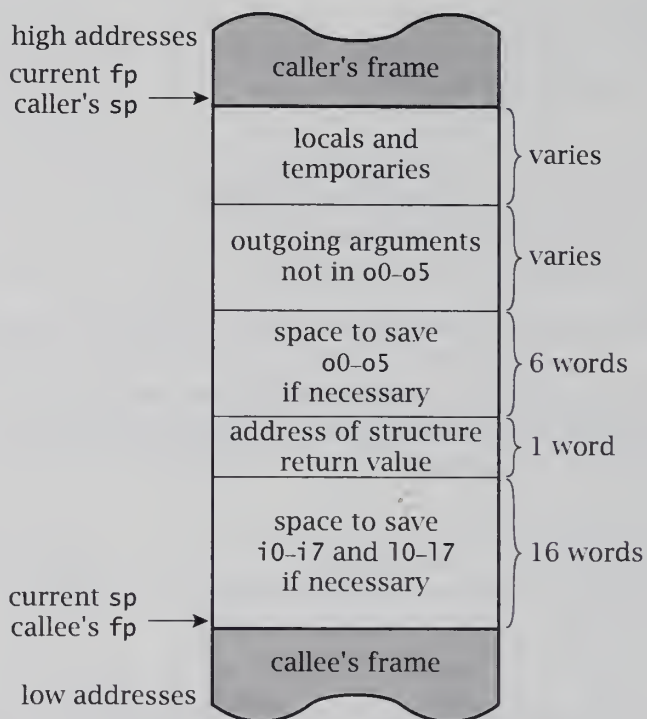 high addresses
caller's frame
current fp
caller's sp
locals and
temporaries
varies
outgoing arguments
not in o0–o5
varies
space to save
o0–o5
if necessary
6 words
address of structure
return value
1 word
space to save
i0–i7 and l0–l7
if necessary
16 words
current sp
callee's fp
callee's frame
low addresses